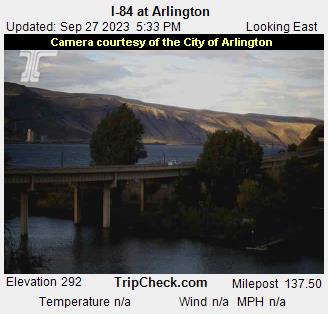 I-84 at Arlington
Updated: Sep 27 2023 5:33 PM Looking East
Camera courtesy of the City of Arlington
Elevation 292 TripCheck.com Milepost 137.50
Temperature n/a Wind n/a MPH n/a